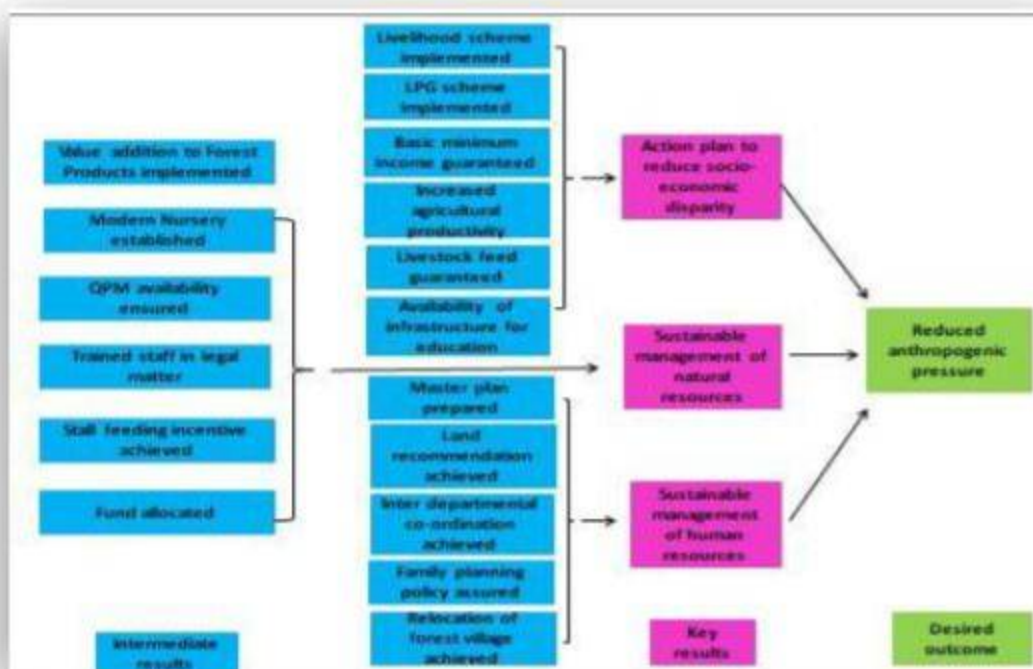 Value addition to Forest
Products implemented
Modern Nursery
established
QPM availability
ensured
Trained staff in legal
matter
Stall feeding incentive
achieved
Fund allocated
Intermediate
results
Livelihood scheme
implemented
LPG scheme
implemented
Basic minimum
income guaranteed
Increased
agricultural
productivity
Livestock feed
guaranteed
Availability of
infrastructure for
education
Master plan
prepared
Land
recommendation
achieved
Inter departmental
co-ordination
achieved
Family planning
policy assured
Relocation of
forest village achieved
Action plan to
reduce socio-
economic
disparity
Sustainable
management of
natural
resources
Sustainable
management
of human
resources
Key
results
Reduced
anthropogenic
pressure
Desired
outcome